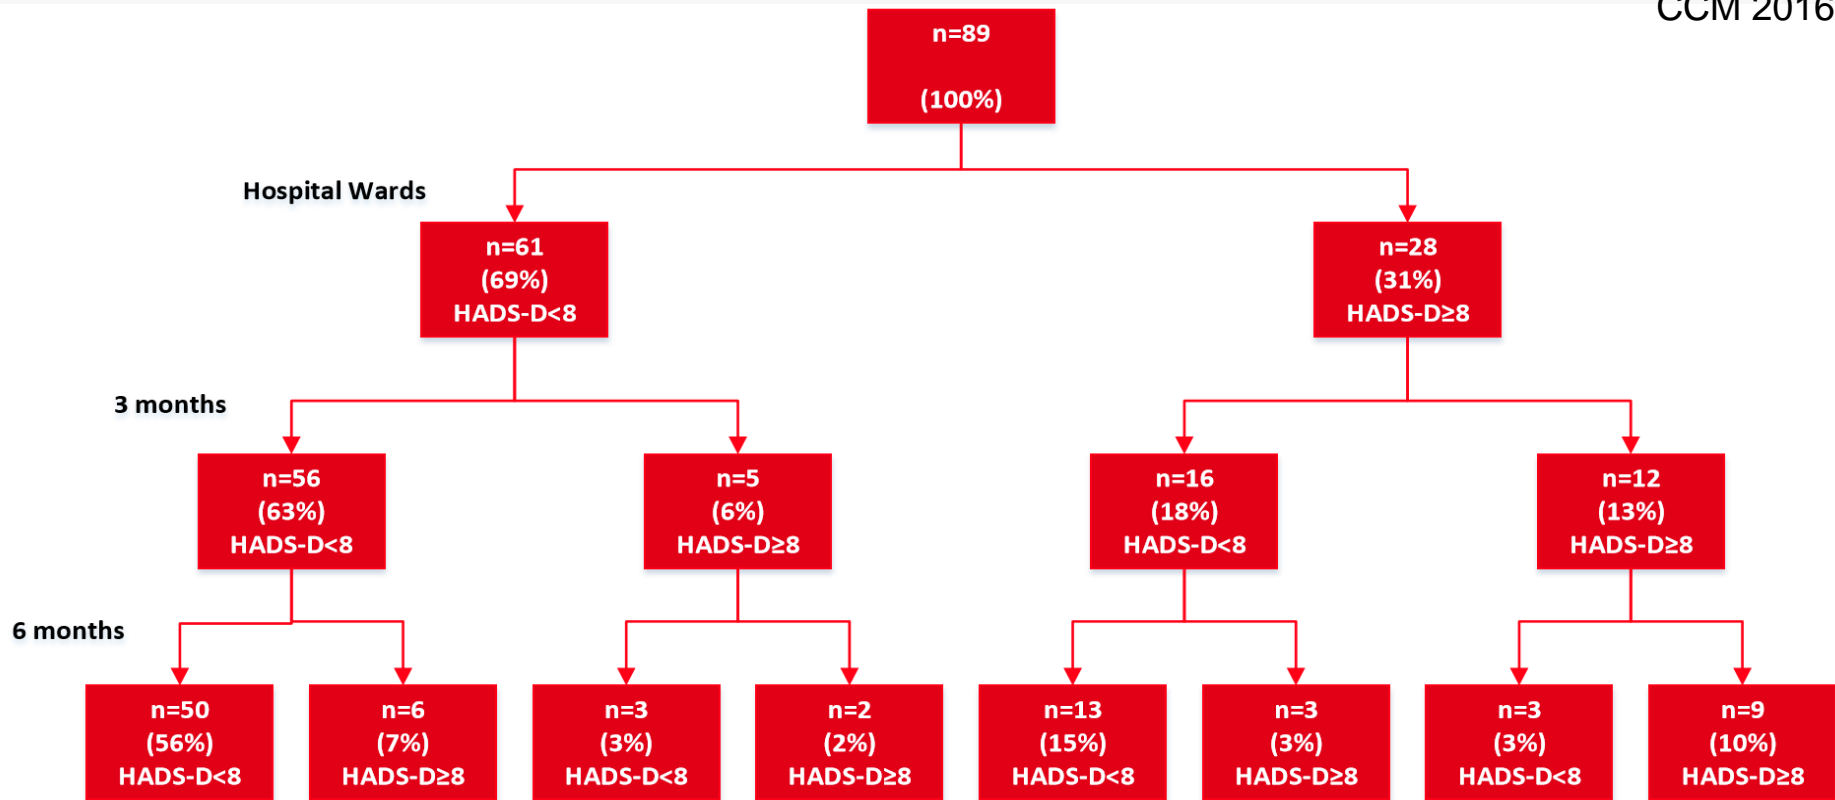 CCM 2016
n=89
(100%)
Hospital Wards
n=61
(69%)
HADS-D<8
n=28
(31%)
HADS-D≥8
3 months
n=56
(63%)
HADS-D<8
n=5
(6%)
HADS-D≥8
n=16
(18%)
HADS-D<8
n=12
(13%)
HADS-D≥8
6 months
n=50
(56%)
HADS-D<8
n=6
(7%)
HADS-D≥8
n=3
(3%)
HADS-D<8
n=2
(2%)
HADS-D≥8
n=13
(15%)
HADS-D<8
n=3
(3%)
HADS-D≥8
n=3
(3%)
HADS-D<8
n=9
(10%)
HADS-D≥8